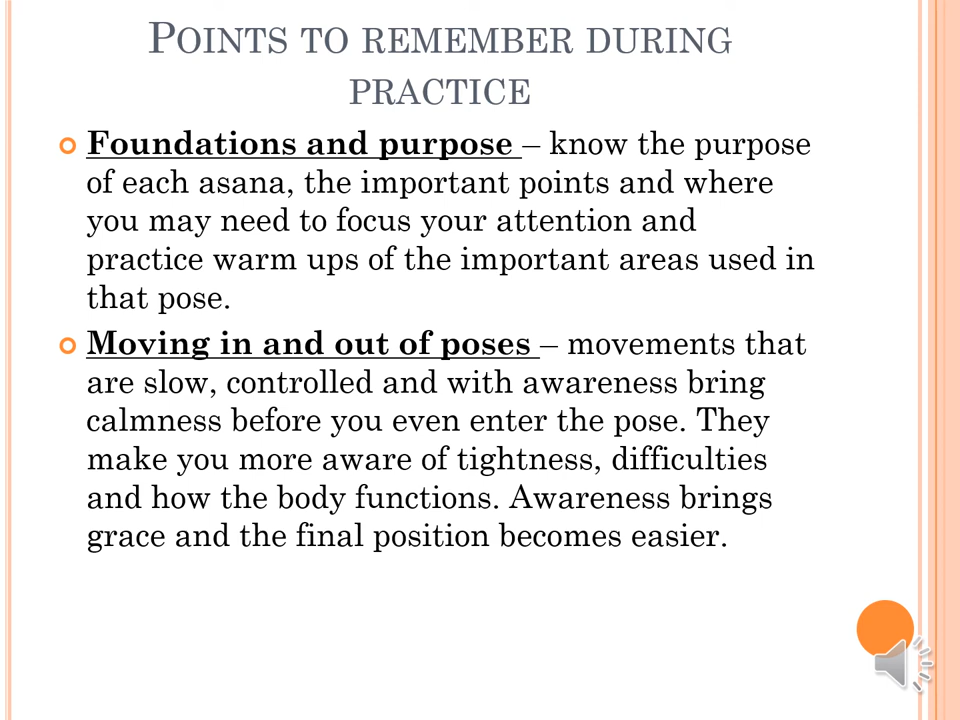 POINTS TO REMEMBER DURING
PRACTICE
Foundations and purpose – know the purpose
of each asana, the important points and where
you may need to focus your attention and
practice warm ups of the important areas used in
that pose.
Moving in and out of poses – movements that
are slow, controlled and with awareness bring
calmness before you even enter the pose. They
make you more aware of tightness, difficulties
and how the body functions. Awareness brings
grace and the final position becomes easier.